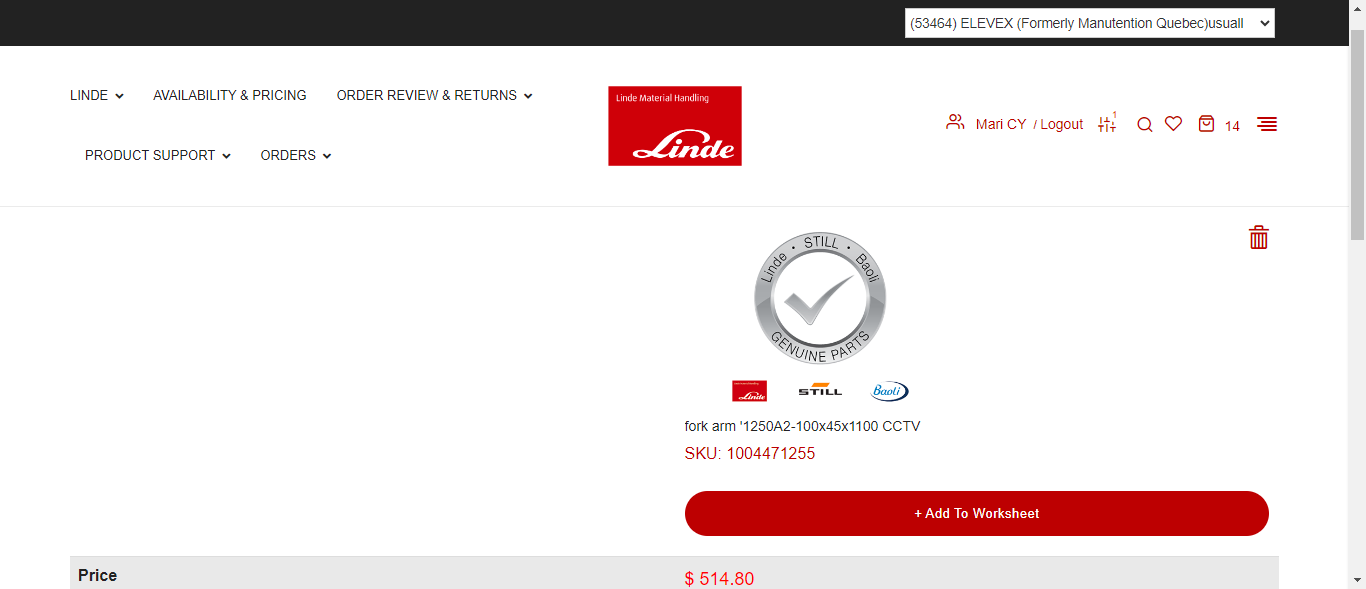 (53464) ELEVEX (Formerly Manutention Quebec)usuall
LINDE
AVAILABILITY & PRICING
ORDER REVIEW & RETURNS
PRODUCT SUPPORT
ORDERS
Linde Material Handling
Linde
Mari CY / Logout
1
14
Linde • STILL • Baoli
GENUINE PARTS
Linde
STILL
Baoli
fork arm '1250A2-100x45x1100 CCTV
SKU: 1004471255
+ Add To Worksheet
Price
$ 514.80